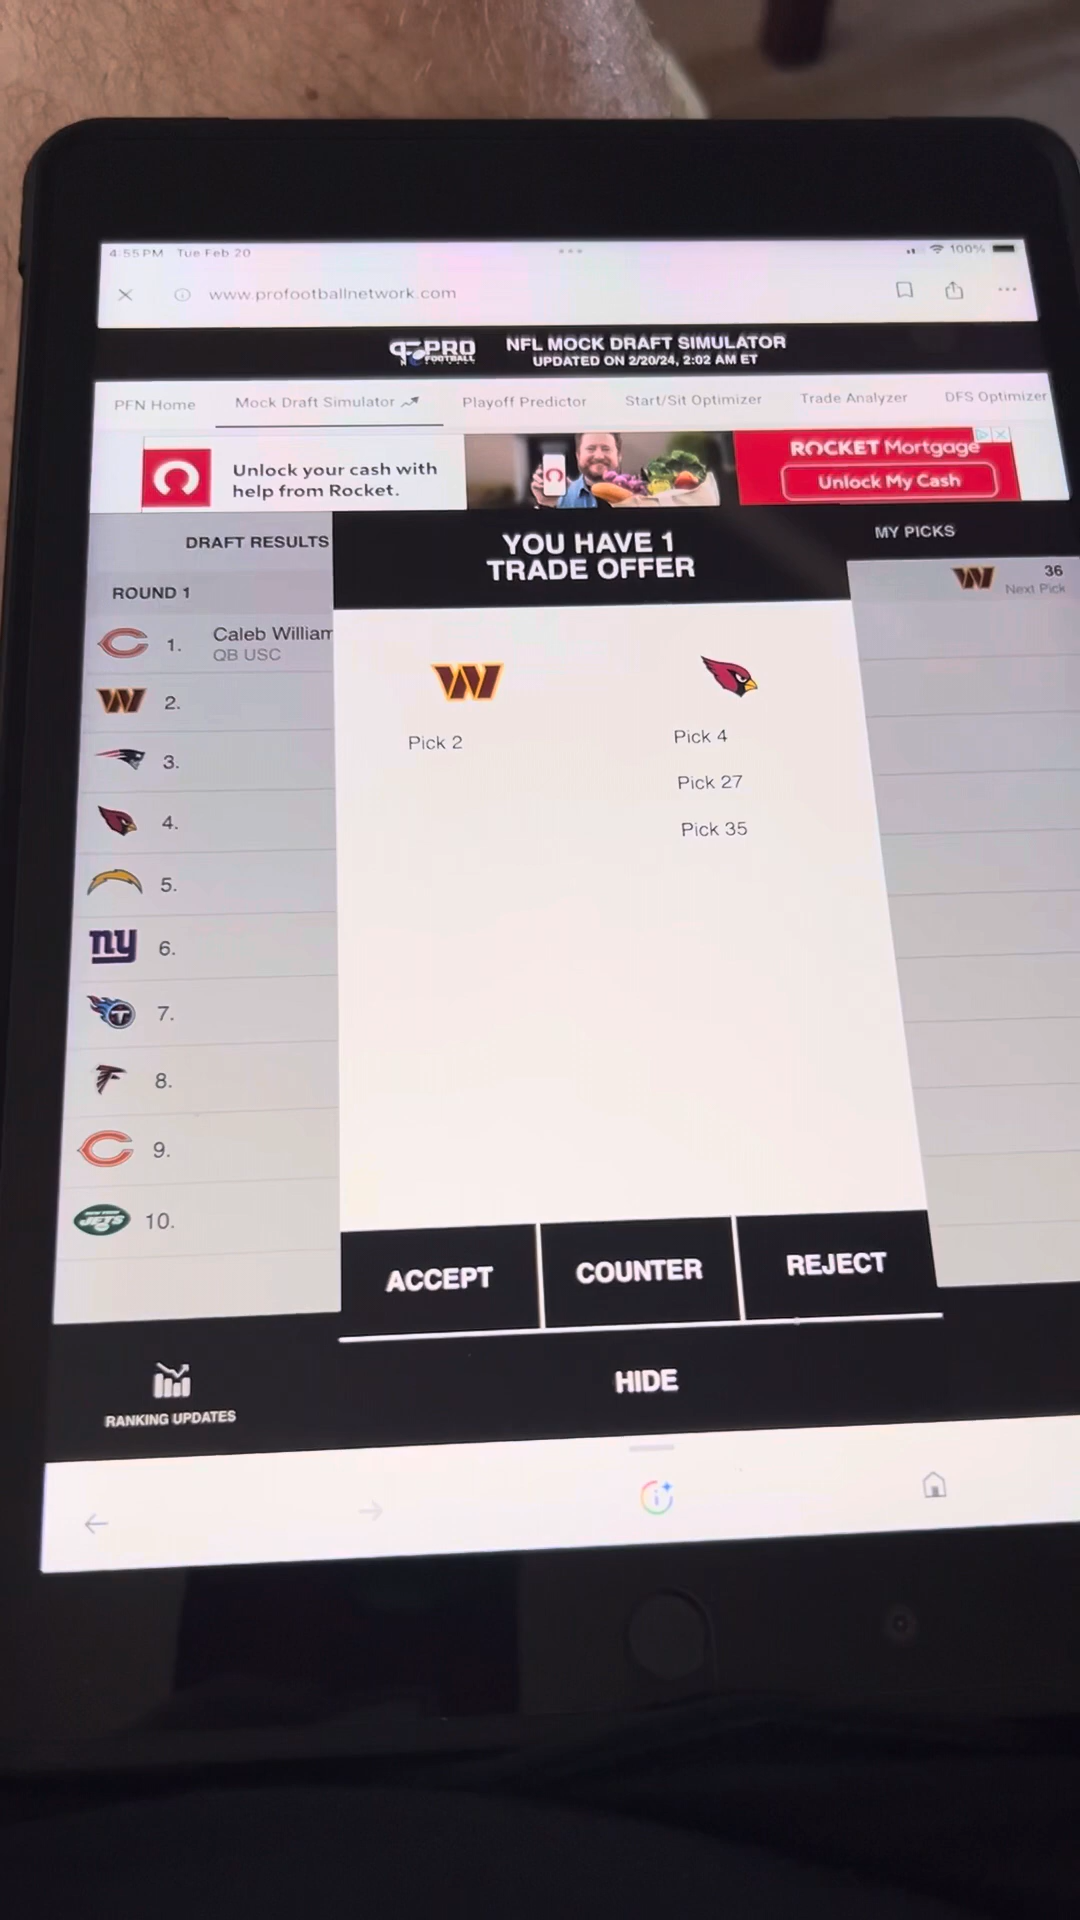 4:55 PM Tue Feb 20
100%
www.profootballnetwork.com
PRO
FOOTBALL
NFL MOCK DRAFT SIMULATOR
UPDATED ON 2/20/24, 2:02 AM ET
PFN Home
Mock Draft Simulator
Playoff Predictor
Start/Sit Optimizer
Trade Analyzer
DFS Optimizer
Unlock your cash with
help from Rocket.
ROCKET Mortgage
Unlock My Cash
DRAFT RESULTS
ROUND 1
1. Caleb William
QB USC
W 2.
3.
4.
5.
ny 6.
T 7.
8.
C 9.
JETS 10.
YOU HAVE 1
TRADE OFFER
W
Pick 2
Pick 4
Pick 27
Pick 35
MY PICKS
W 36
Next Pick
ACCEPT
COUNTER
REJECT
HIDE
RANKING UPDATES